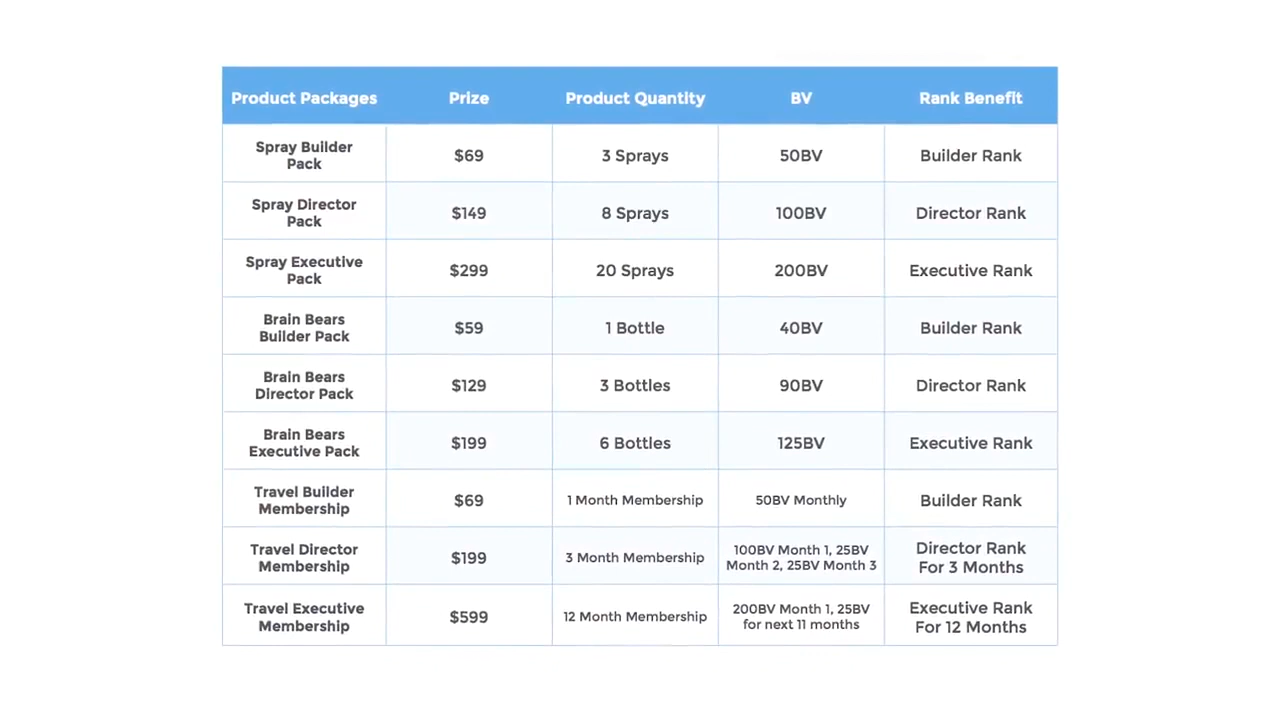 Product Packages Prize Product Quantity BV Rank Benefit
Spray Builder
Pack
$69
3 Sprays
50BV
Builder Rank
Spray Director
Pack
$149
8 Sprays
100BV
Director Rank
Spray Executive
Pack
$299
20 Sprays
200BV
Executive Rank
Brain Bears
Builder Pack
$59
1 Bottle
40BV
Builder Rank
Brain Bears
Director Pack
$129
3 Bottles
90BV
Director Rank
Brain Bears
Executive Pack
$199
6 Bottles
125BV
Executive Rank
Travel Builder
Membership
$69
1 Month Membership
50BV Monthly
Builder Rank
Travel Director
Membership
$199
3 Month Membership
100BV Month 1, 25BV
Month 2, 25BV Month 3
Director Rank
For 3 Months
Travel Executive
Membership
$599
12 Month Membership
200BV Month 1, 25BV
for next 11 months
Executive Rank
For 12 Months